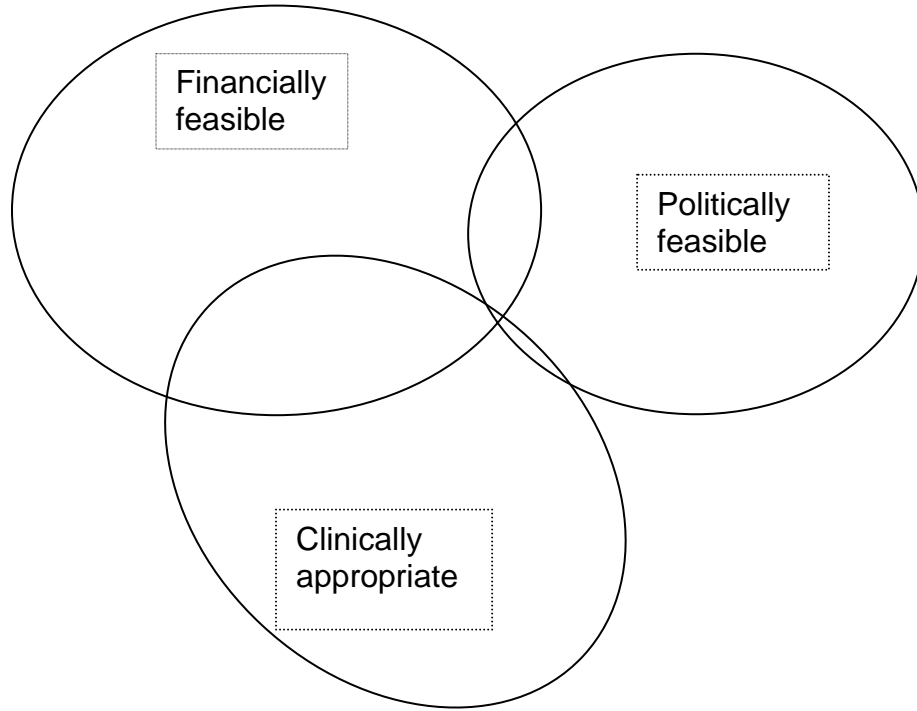 Financially
feasible
Politically
feasible
Clinically
appropriate